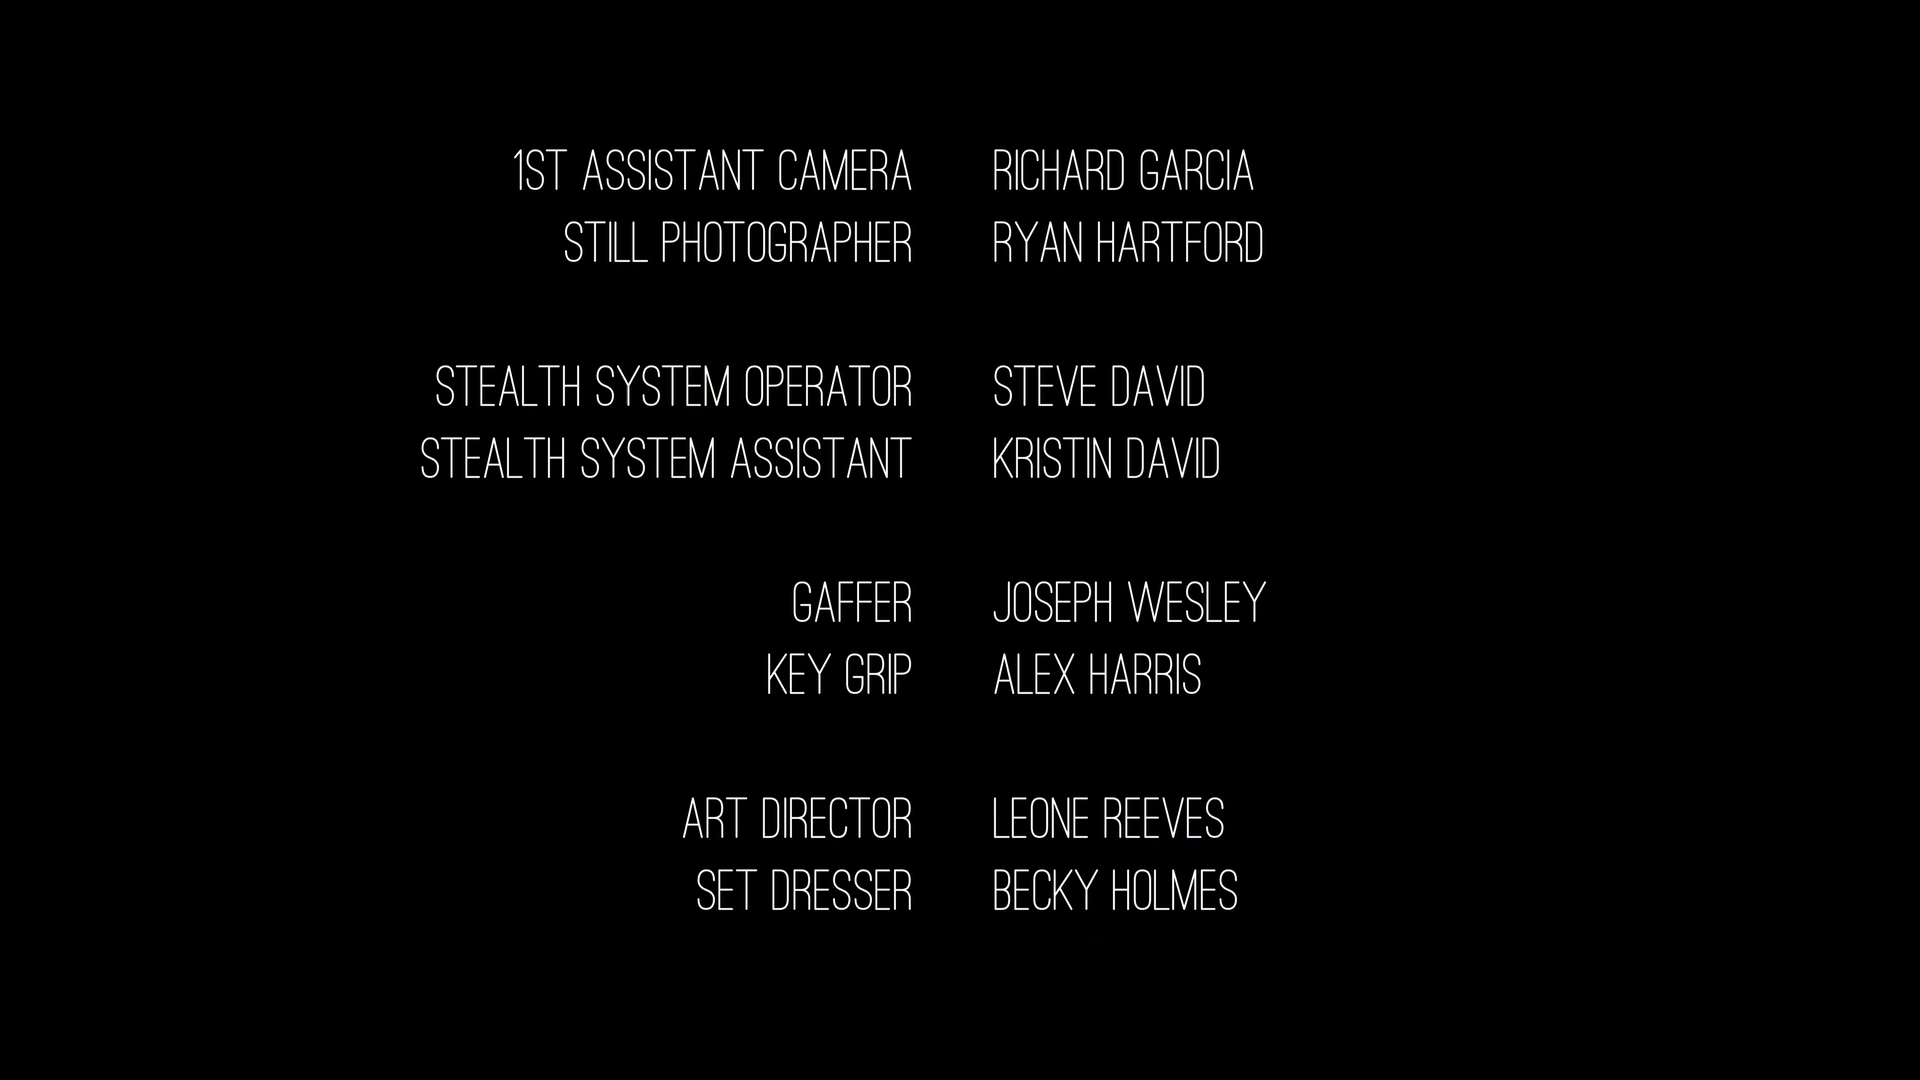 1ST ASSISTANT CAMERA RICHARD GARCIA
STILL PHOTOGRAPHER RYAN HARTFORD
STEALTH SYSTEM OPERATOR STEVE DAVID
STEALTH SYSTEM ASSISTANT KRISTIN DAVID
GAFFER JOSEPH WESLEY
KEY GRIP ALEX HARRIS
ART DIRECTOR LEONE REEVES
SET DRESSER BECKY HOLMES